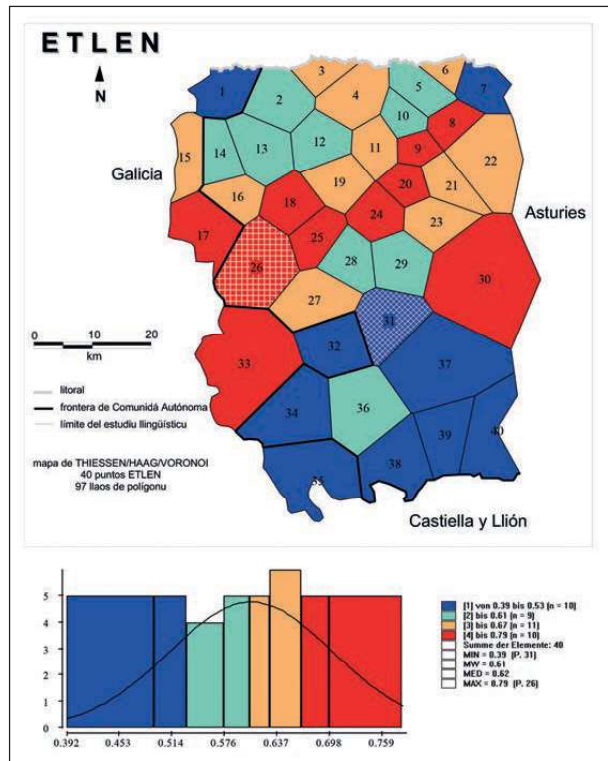 ETLEN
N
Galicia
Asturies
Castiella y Llión
1
2
3
4
5
6
7
8
9
10
11
12
13
14
15
16
17
18
19
20
21
22
23
24
25
26
27
28
29
30
31
32
33
34
35
36
37
38
39
40
0 10 20
km
litoral
frontera de Comunidá Autónoma
límite del estudiu llingüísticu
mapa de THIESSEN/HAAG/VORONOI
40 puntos ETLEN
97 llaos de polígonu
5
4
3
2
1
0
0.392 0.453 0.514 0.576 0.637 0.698 0.759
[1] von 0.39 bis 0.53 (n = 10)
[2] bis 0.61 (n = 9)
[3] bis 0.67 (n = 11)
[4] bis 0.79 (n = 10)
Summe der Elemente: 40
MIN = 0.39 (P. 31)
MW = 0.61
MED = 0.62
MAX = 0.79 (P. 26)